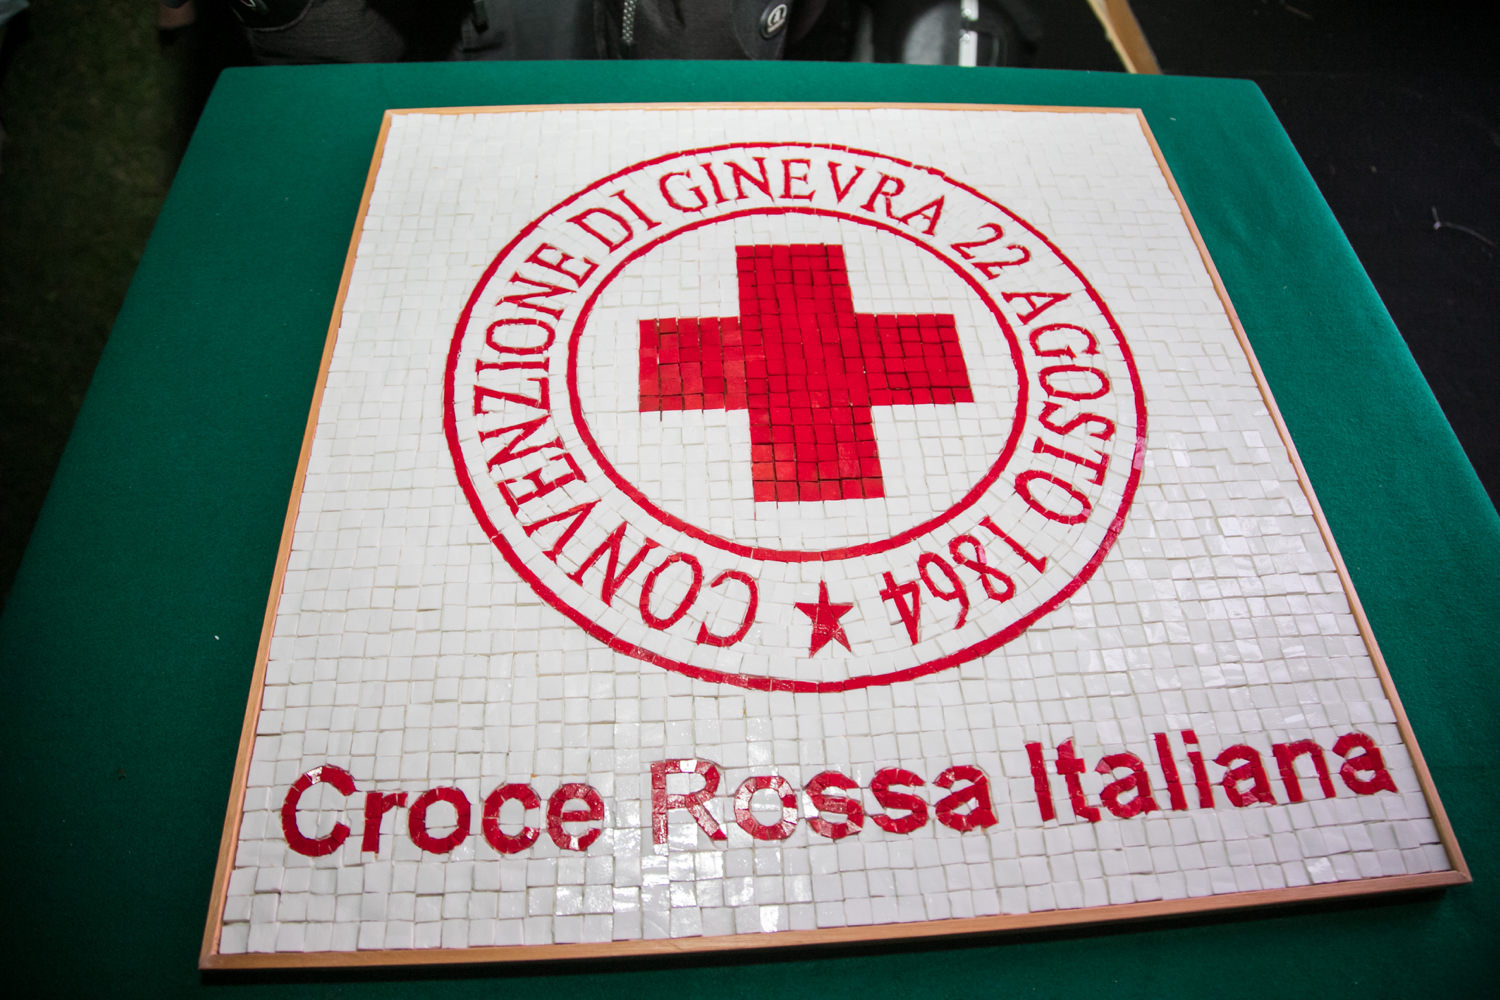 CONVENZIONE DI GINEVRA 22 AGOSTO 1864
Croce Rossa Italiana